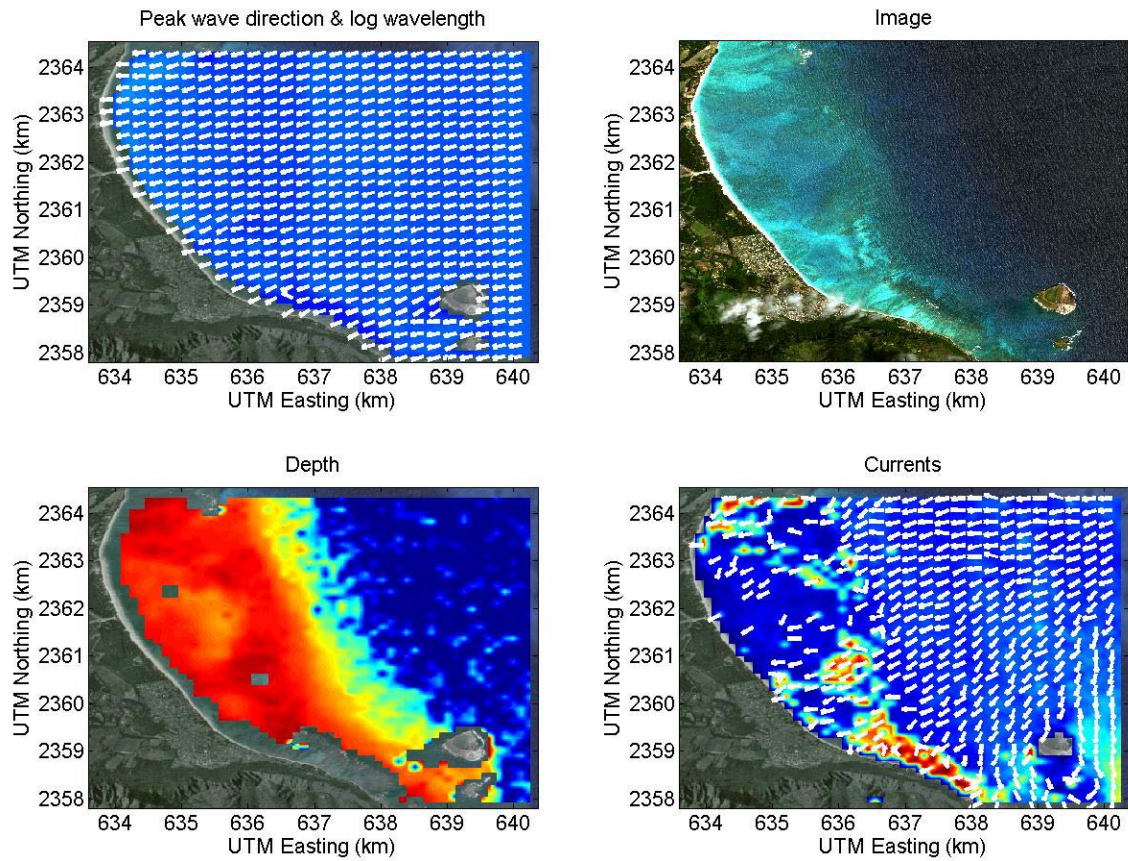 Peak wave direction & log wavelength
UTM Northing (km)
2364
2363
2362
2361
2360
2359
2358
634 635 636 637 638 639 640
UTM Easting (km)
Image
UTM Northing (km)
2364
2363
2362
2361
2360
2359
2358
634 635 636 637 638 639 640
UTM Easting (km)
Depth
UTM Northing (km)
2364
2363
2362
2361
2360
2359
2358
634 635 636 637 638 639 640
UTM Easting (km)
Currents
UTM Northing (km)
2364
2363
2362
2361
2360
2359
2358
634 635 636 637 638 639 640
UTM Easting (km)